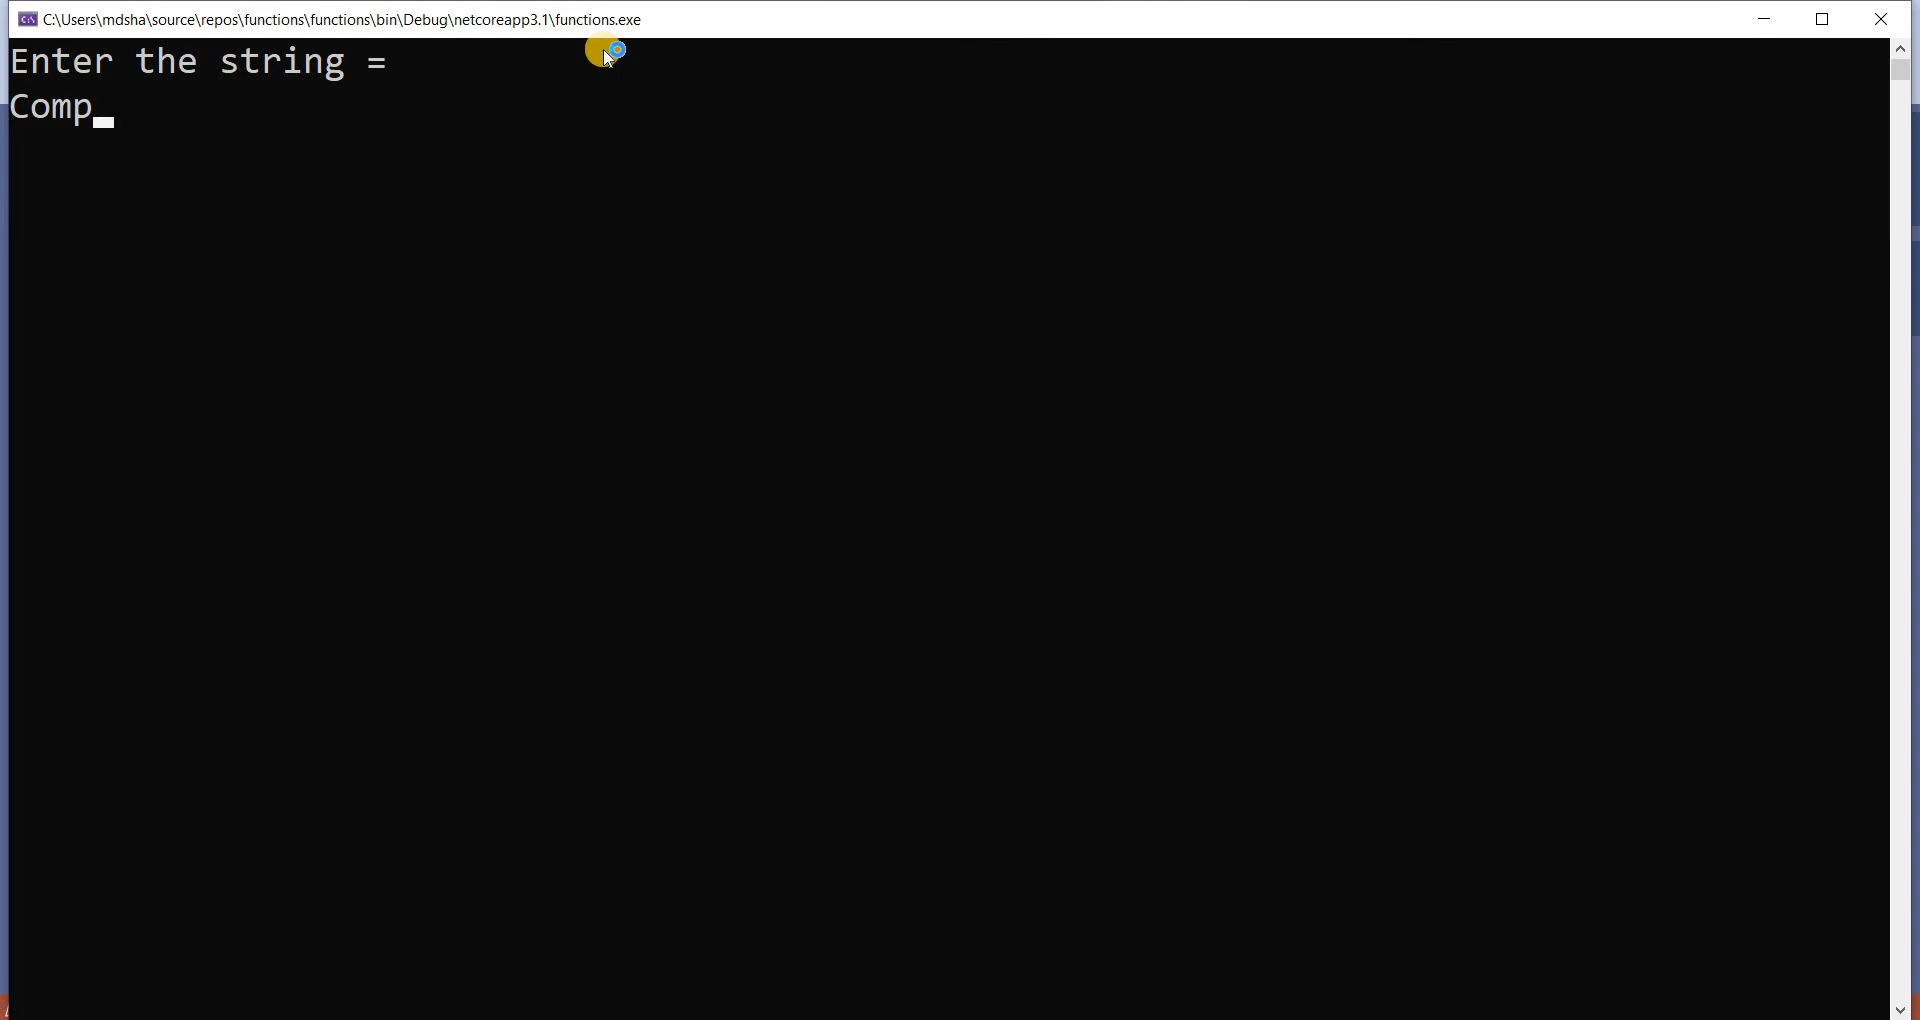 C:\Users\mdsha\source\repos\functions\functions\bin\Debug\netcoreapp3.1\functions.exe
Enter the string =
Comp